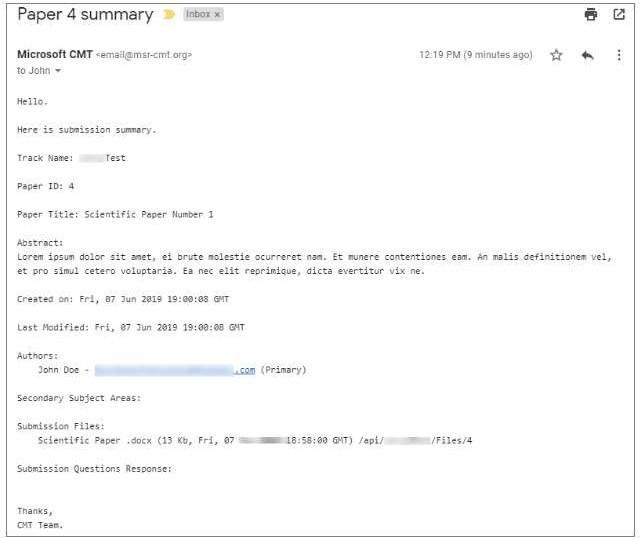 Paper 4 summary Inbox x
Microsoft CMT <email@msr-cmt.org> 12:19 PM (9 minutes ago)
to John
Hello.
Here is submission summary.
Track Name: Test
Paper ID: 4
Paper Title: Scientific Paper Number 1
Abstract:
Lorem ipsum dolor sit amet, ei brute molestie ocurreret nam. Et munere contentiones eam. An malis definitionem vel,
et pro simul cetero voluptaria. Ea nec elit reprimique, dicta evertitur vix ne.
Created on: Fri, 07 Jun 2019 19:00:08 GMT
Last Modified: Fri, 07 Jun 2019 19:00:08 GMT
Authors:
John Doe - .com (Primary)
Secondary Subject Areas:
Submission Files:
Scientific Paper .docx (13 Kb, Fri, 07 18:58:00 GMT) /api/ /Files/4
Submission Questions Response:
Thanks,
CMT Team.